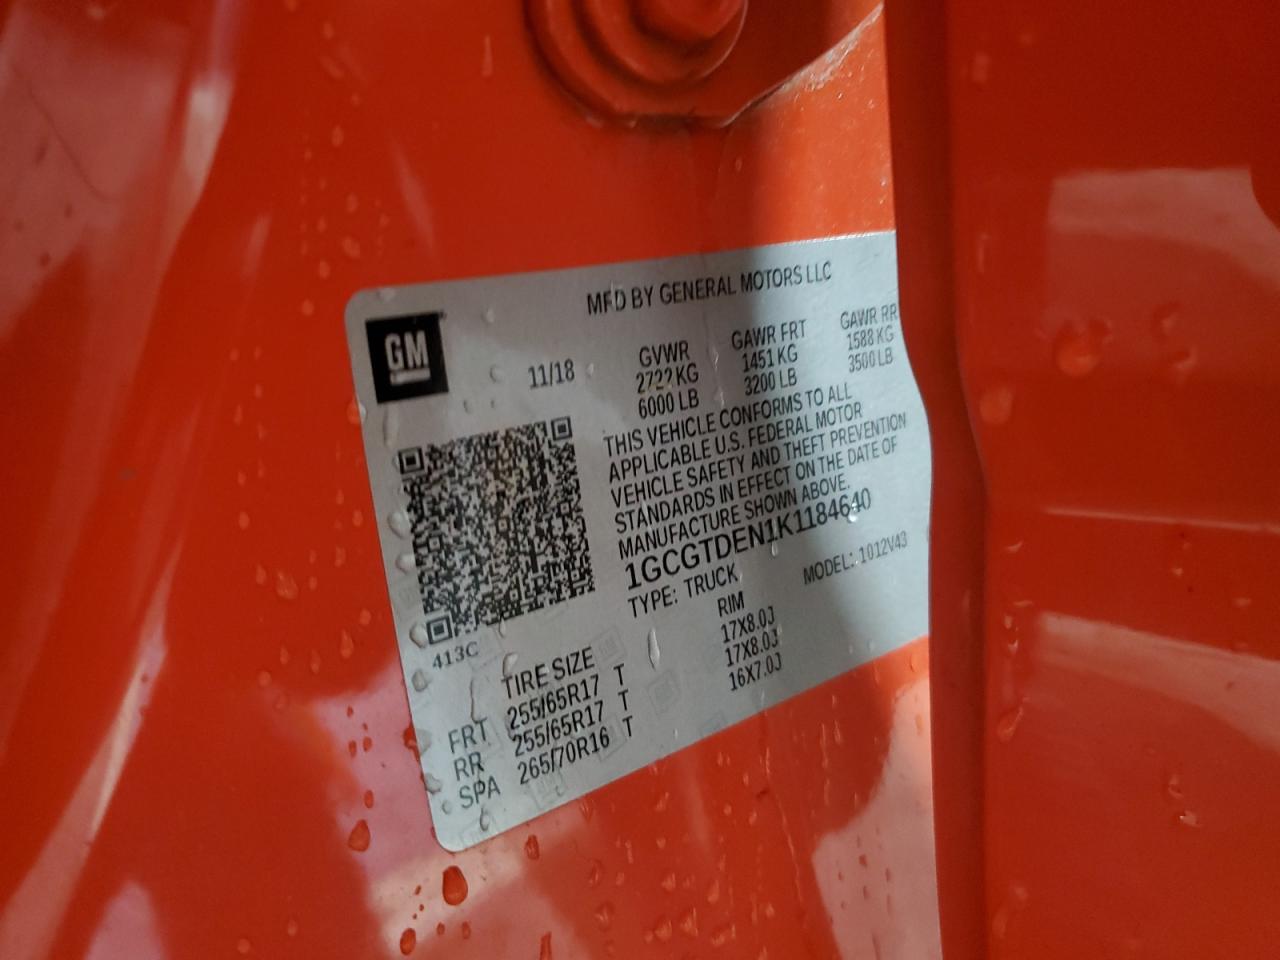 MFD BY GENERAL MOTORS LLC
GM
11/18
GVWR GAWR FRT GAWR RR
2722 KG 1451 KG 1588 KG
6000 LB 3200 LB 3500 LB
THIS VEHICLE CONFORMS TO ALL
APPLICABLE U.S. FEDERAL MOTOR
VEHICLE SAFETY AND THEFT PREVENTION
STANDARDS IN EFFECT ON THE DATE OF
MANUFACTURE SHOWN ABOVE.
1GCGTDEN1K1184640
TYPE: TRUCK MODEL: 1012V43
413C
TIRE SIZE RIM
FRT 255/65R17 T 17X8.0J
RR 255/65R17 T 17X8.0J
SPA 265/70R16 T 16X7.0J